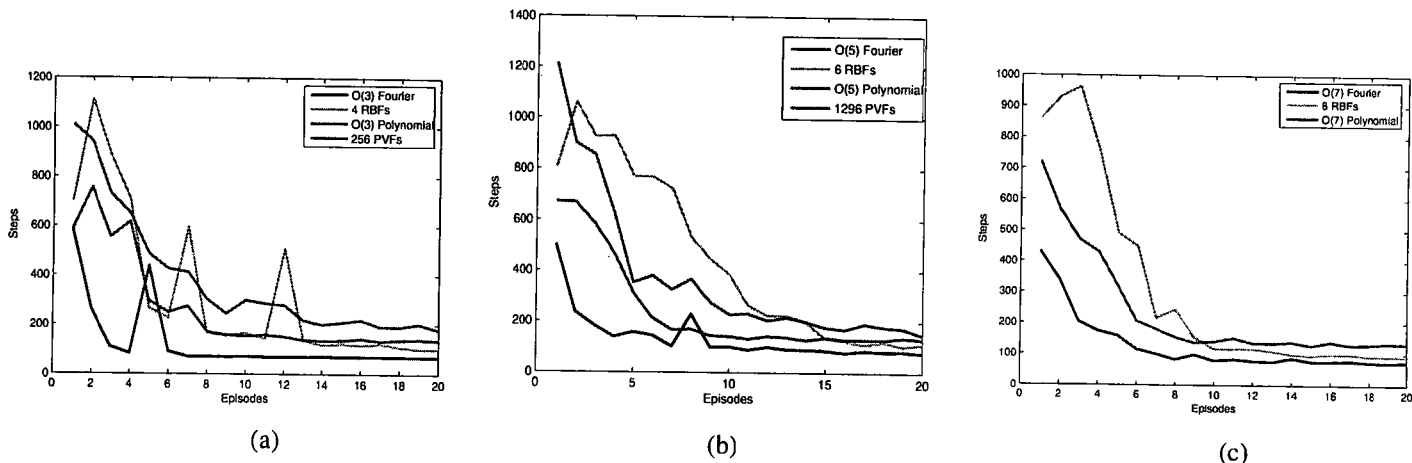 1200
1000
800
600
400
200
0
Steps
O(3) Fourier
4 RBFs
O(3) Polynomial
256 PVFs
2 4 6 8 10 12 14 16 18 20
Episodes
(a)
1400
1200
1000
800
600
400
200
0
Steps
O(5) Fourier
6 RBFs
O(5) Polynomial
1296 PVFs
5 10 15 20
Episodes
(b)
1000
900
800
700
600
500
400
300
200
100
0
Steps
O(7) Fourier
8 RBFs
O(7) Polynomial
0 2 4 6 8 10 12 14 16 18 20
Episodes
(c)